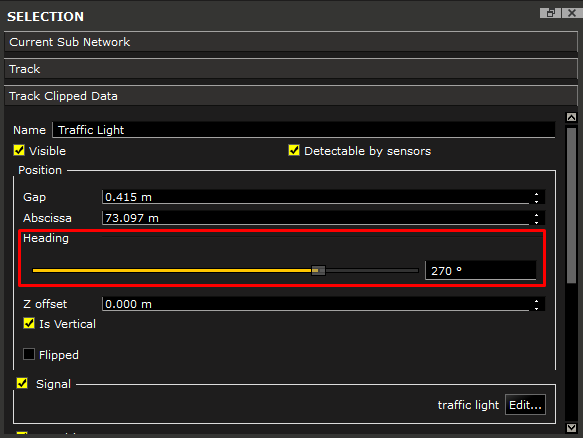 SELECTION
Current Sub Network
Track
Track Clipped Data
Name Traffic Light
Visible Detectable by sensors
Position
Gap 0.415 m
Abscissa 73.097 m
Heading
270 °
Z offset 0.000 m
Is Vertical
Flipped
Signal
traffic light Edit...